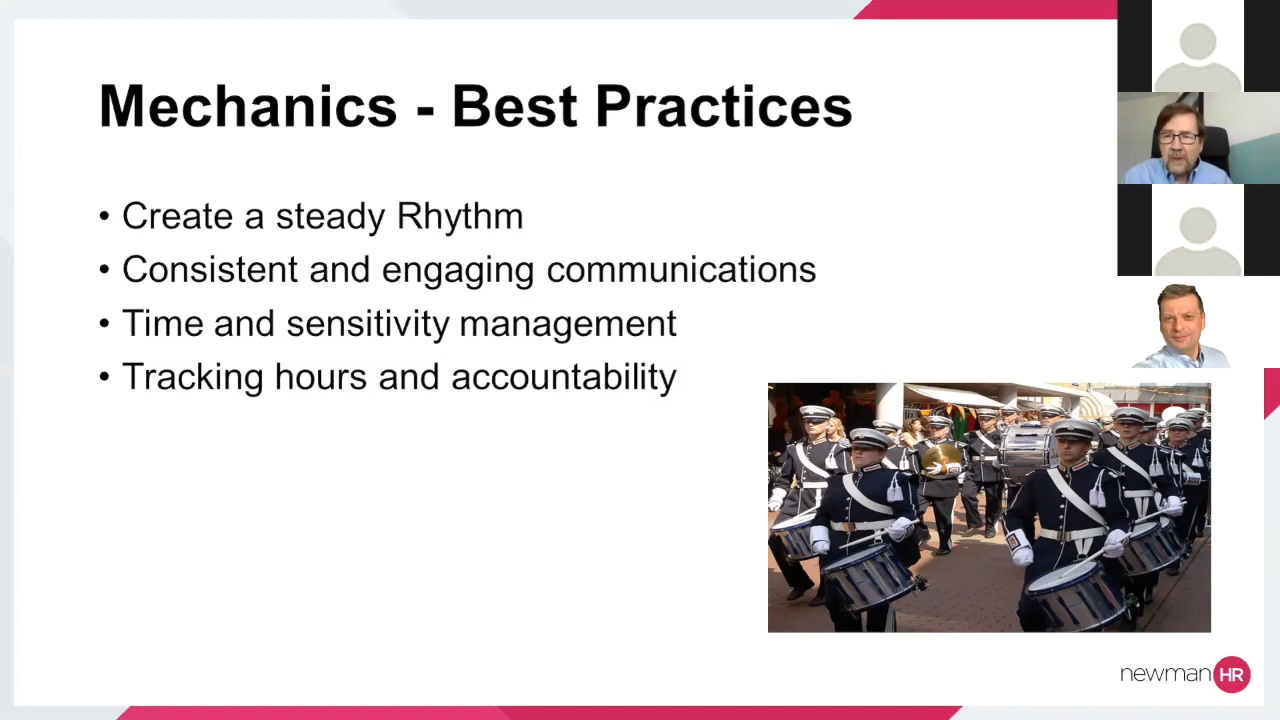 Mechanics - Best Practices
• Create a steady Rhythm
• Consistent and engaging communications
• Time and sensitivity management
• Tracking hours and accountability
newman HR